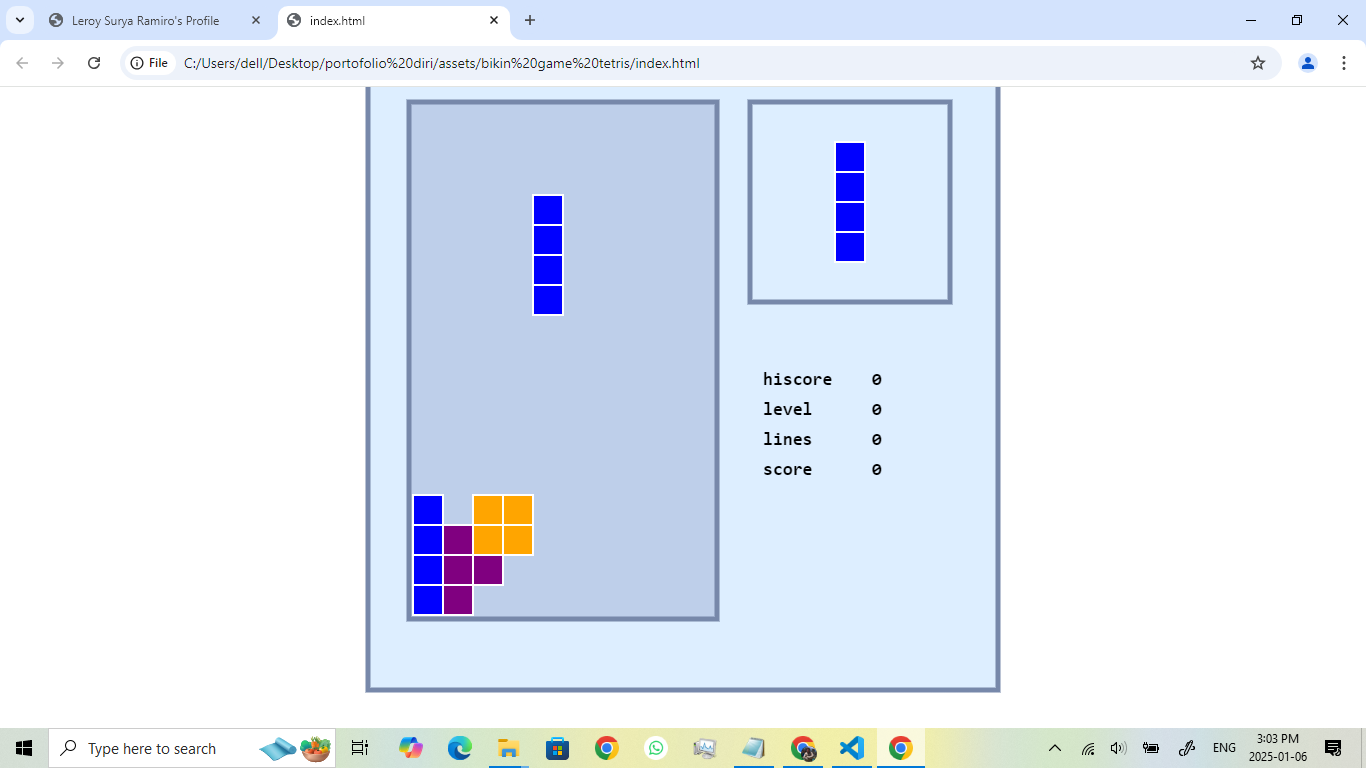 Leroy Surya Ramiro's Profile
index.html
File
C:/Users/dell/Desktop/portofolio%20diri/assets/bikin%20game%20tetris/index.html
hiscore 0
level 0
lines 0
score 0
Type here to search
ENG
3:03 PM
2025-01-06